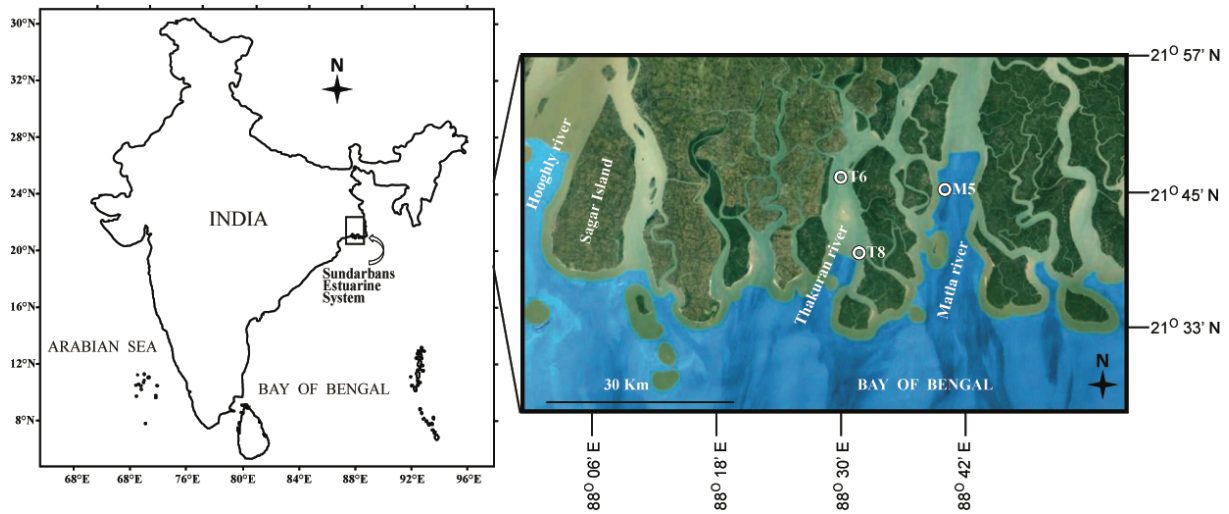 30°N
32°N
28°N
24°N
20°N
16°N
12°N
8°N
68°E
68°E
72°E
76°E
80°E
84°E
88°E
92°E
96°E
N
INDIA
Sundarbans
Estuarine
System
ARABIAN SEA
BAY OF BENGAL
Hooghly river
Sagar Island
T6
M5
T8
Thakuran river
Matla river
30 Km
BAY OF BENGAL
N
21° 57' N
21° 45' N
21° 33' N
88° 06' E
88° 18' E
88° 30' E
88° 42' E